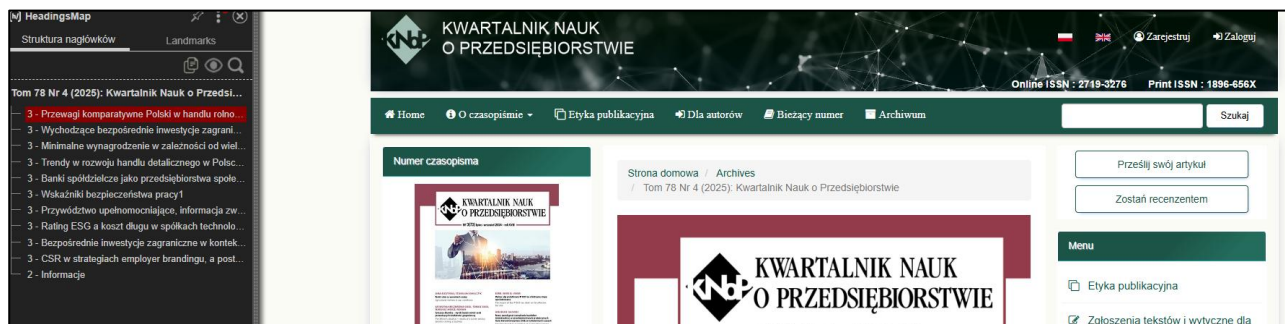 HeadingsMap
Struktura nagłówków
Landmarks
Tom 78 Nr 4 (2025): Kwartalnik Nauk o Przedsi...
3 - Przewagi komparatywne Polski w handlu rolno...
3 - Wychodzące bezpośrednie inwestycje zagrani...
3 - Minimalne wynagrodzenie w zależności od wiel...
3 - Trendy w rozwoju handlu detalicznego w Polsc...
3 - Banki spółdzielcze jako przedsiębiorstwa społe...
3 - Wskaźniki bezpieczeństwa pracy1
3 - Przywództwo upełnomocniające, informacja zw...
3 - Rating ESG a koszt długu w spółkach technolo...
3 - Bezpośrednie inwestycje zagraniczne w kontek...
3 - CSR w strategiach employer brandingu, a post...
2 - Informacje
KNOP
KWARTALNIK NAUK
O PRZEDSIĘBIORSTWIE
Zarejestruj
Zaloguj
Online ISSN : 2719-3276
Print ISSN : 1896-656X
Home
O czasopiśmie
Etyka publikacyjna
Dla autorów
Bieżący numer
Archiwum
Szukaj
Numer czasopisma
KWARTALNIK NAUK
O PRZEDSIĘBIORSTWIE
Strona domowa / Archives
/ Tom 78 Nr 4 (2025): Kwartalnik Nauk o Przedsiębiorstwie
KNOP
KWARTALNIK NAUK
O PRZEDSIĘBIORSTWIE
Prześlij swój artykuł
Zostań recenzentem
Menu
Etyka publikacyjna
Zgłoszenia tekstów i wytyczne dla